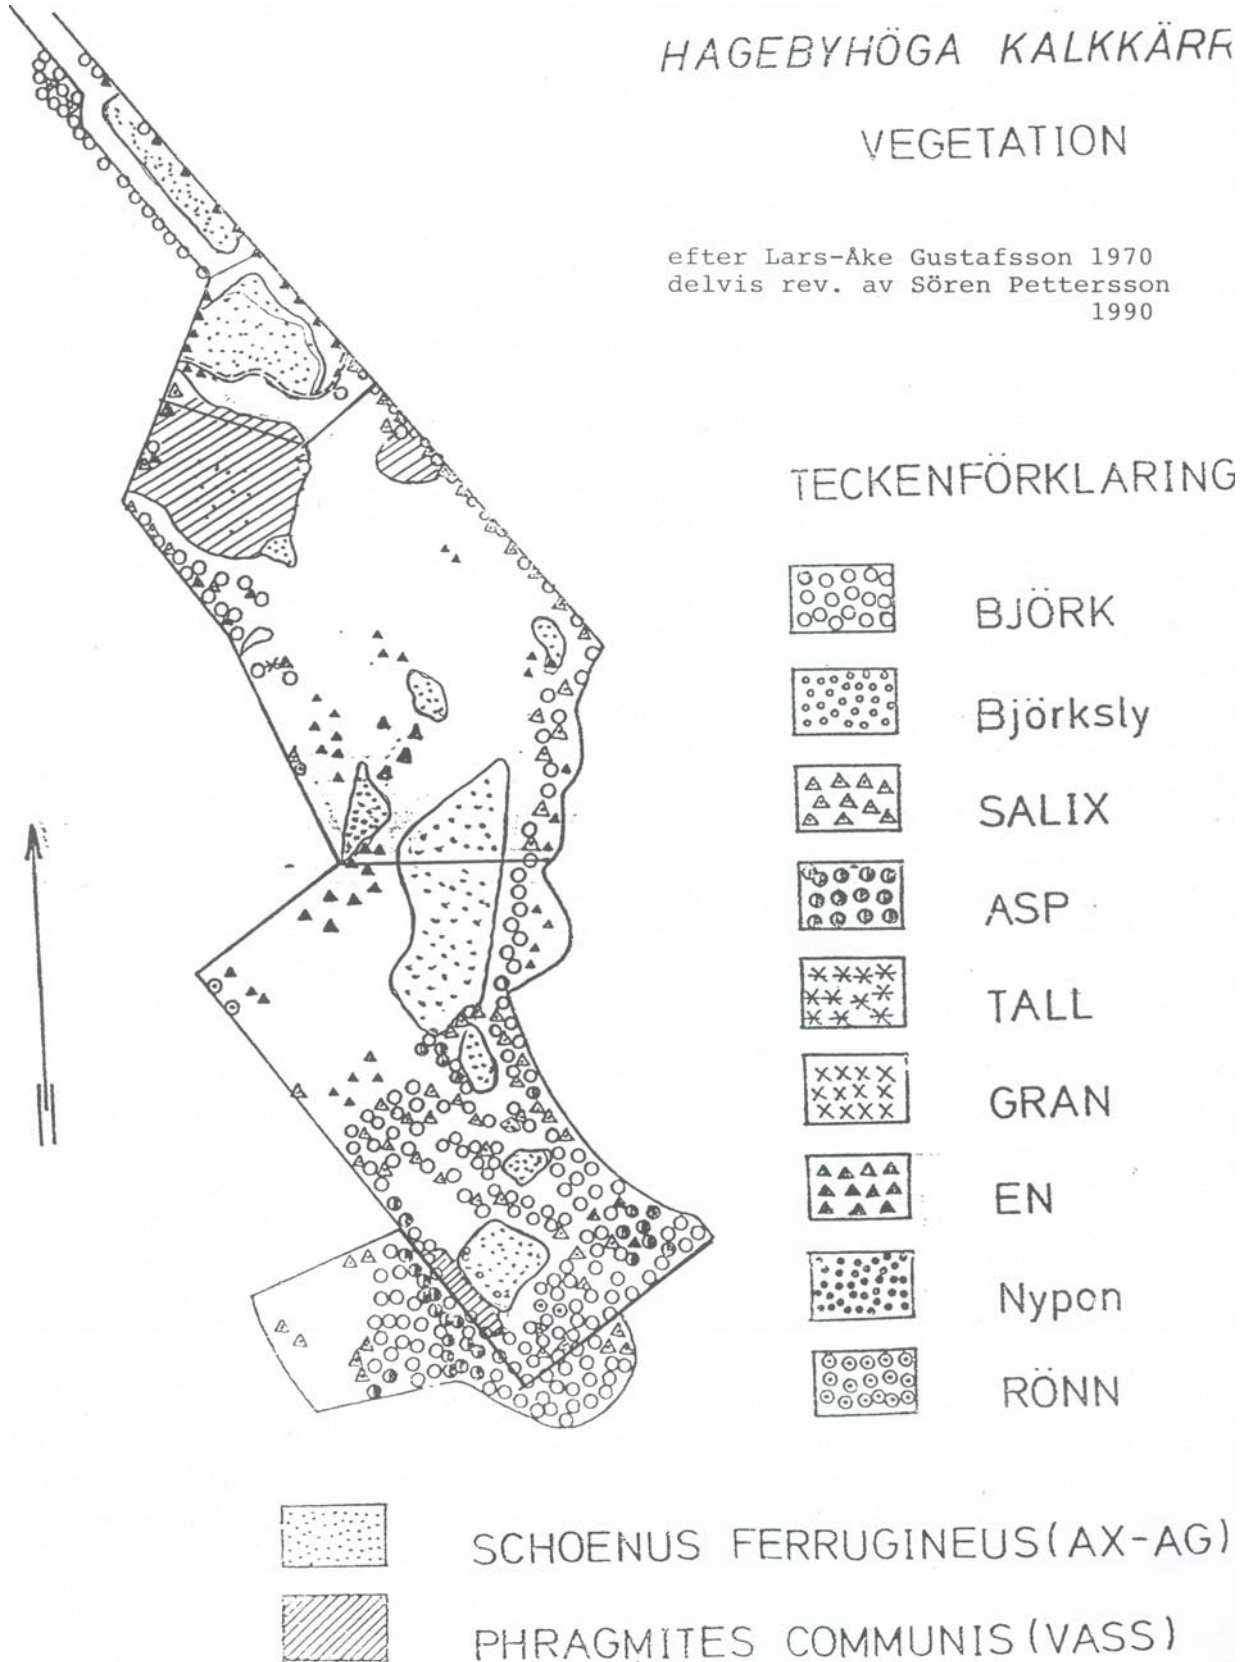 HAGEBYHÖGA KALKKÄRR
VEGETATION
efter Lars-Åke Gustafsson 1970
delvis rev. av Sören Pettersson
1990
TECKENFÖRKLARING
BJÖRK
Björksly
SALIX
ASP
TALL
GRAN
EN
Nypon
RÖNN
SCHOENUS FERRUGINEUS (AX-AG)
PHRAGMITES COMMUNIS (VASS)